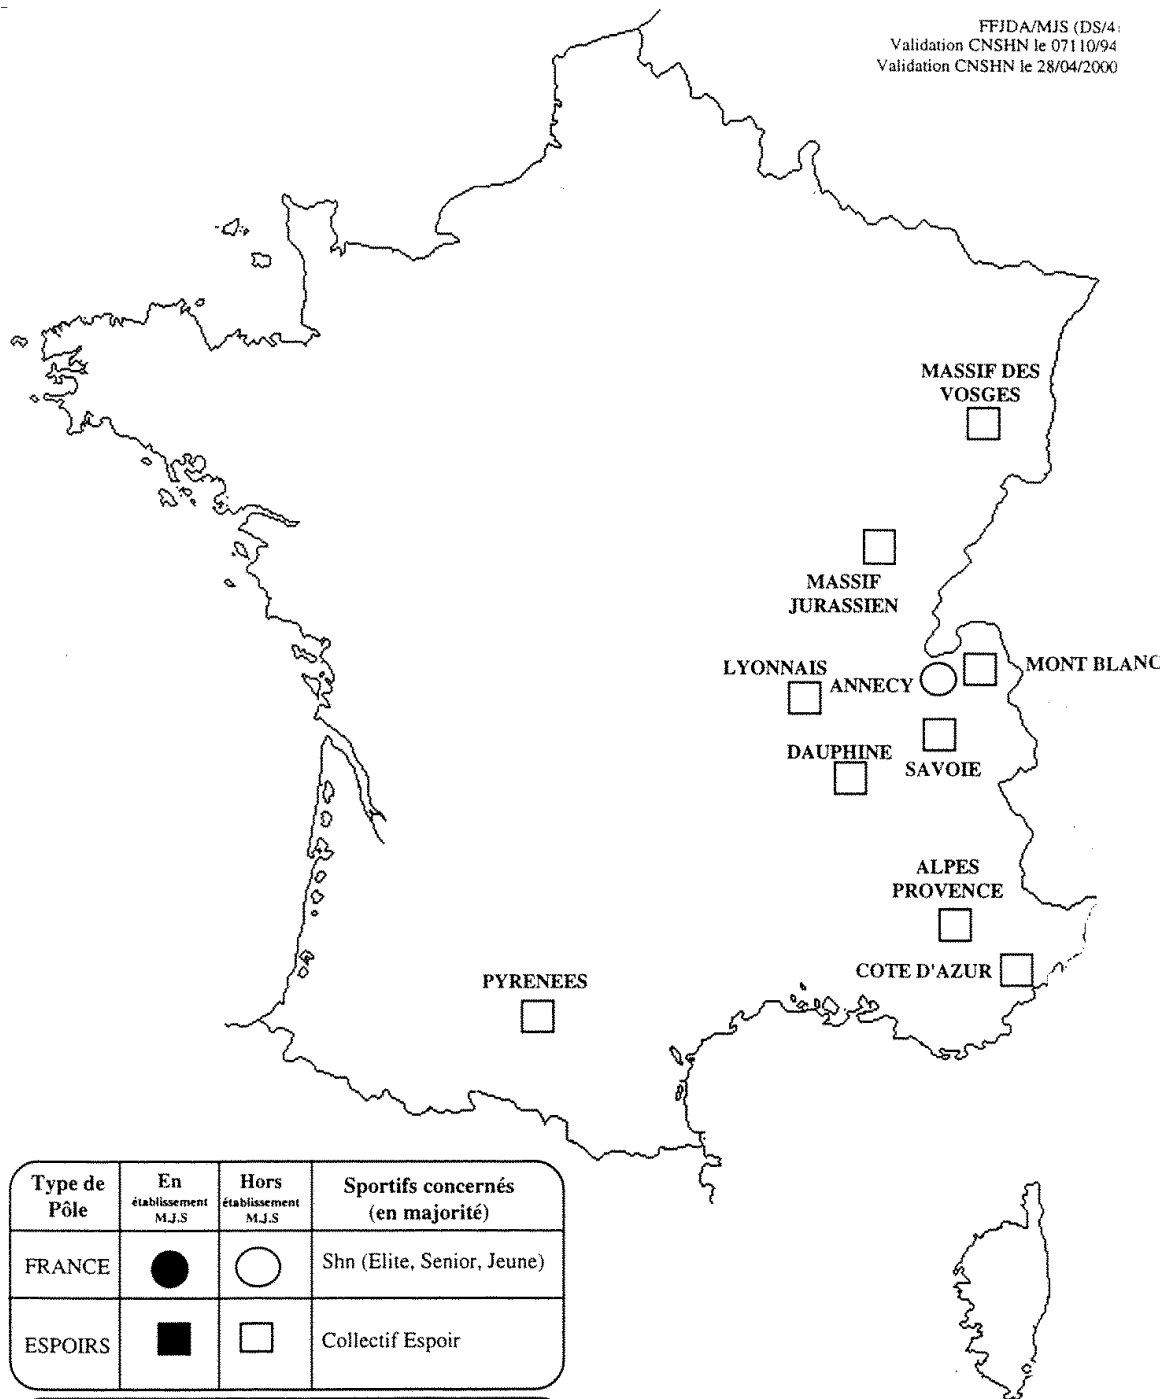 FFJDA/MJS (DS/4
Validation CNSHN le 07110/94
Validation CNSHN le 28/04/2000
MASSIF DES
VOSGES
MASSIF
JURASSIEN
LYONNAIS
ANNECY
MONT BLANC
DAUPHINE
SAVOIE
ALPES
PROVENCE
COTE D'AZUR
PYRENEES
Type de
Pôle
En
établissement
M.J.S
Hors
établissement
M.J.S
Sportifs concernés
(en majorité)
FRANCE
Shn (Elite, Senior, Jeune)
ESPOIRS
Collectif Espoir